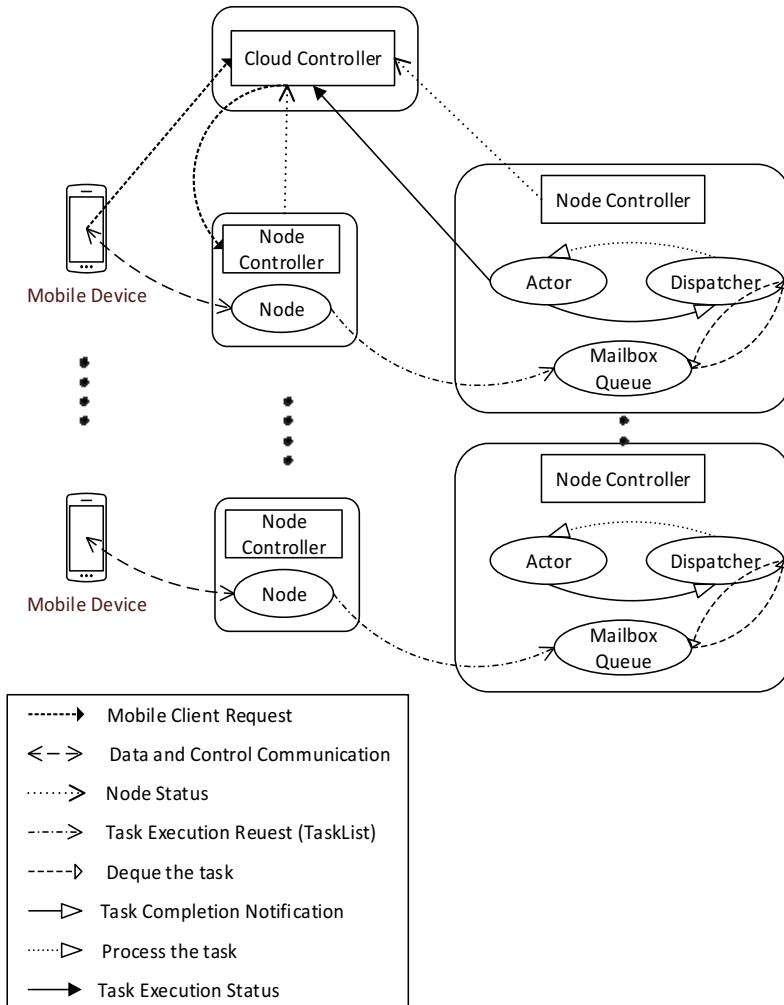 Cloud Controller
Node Controller
Node
Controller
Actor
Dispatcher
Mobile Device
Node
Mailbox
Queue
Node Controller
Node
Controller
Actor
Dispatcher
Mobile Device
Node
Mailbox
Queue
Mobile Client Request
Data and Control Communication
Node Status
Task Execution Reuest (TaskList)
Deque the task
Task Completion Notification
Process the task
Task Execution Status